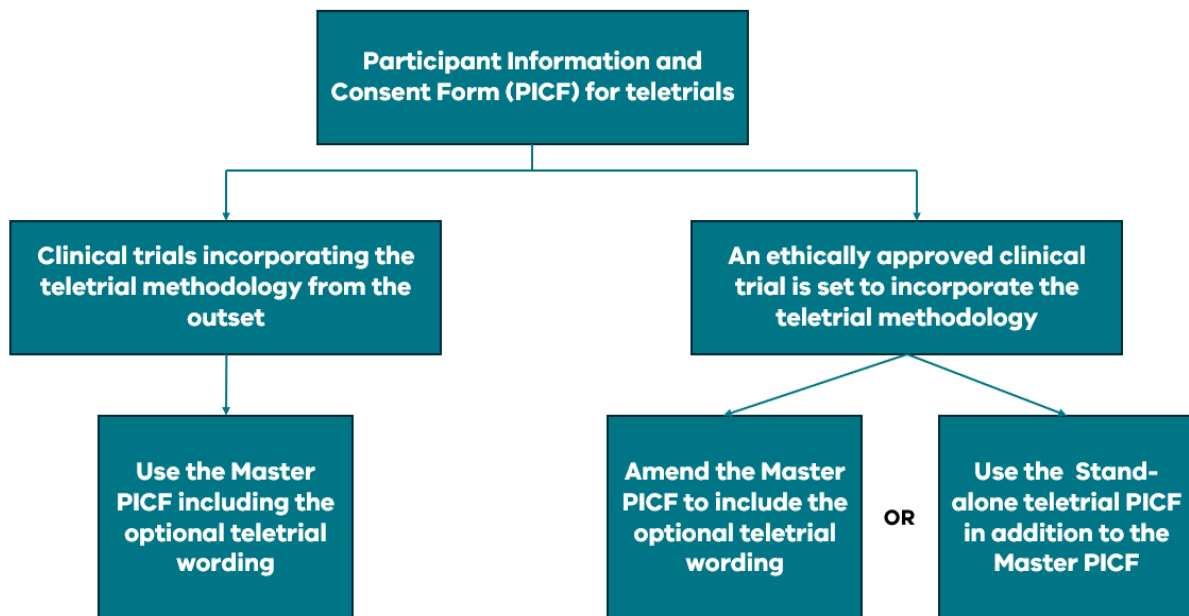 Participant Information and
Consent Form (PICF) for teletrials
Clinical trials incorporating the
teletrial methodology from the
outset
An ethically approved clinical
trial is set to incorporate the
teletrial methodology
Use the Master
PICF including the
optional teletrial
wording
Amend the Master
PICF to include the
optional teletrial
wording
OR
Use the Stand-
alone teletrial PICF
in addition to the
Master PICF